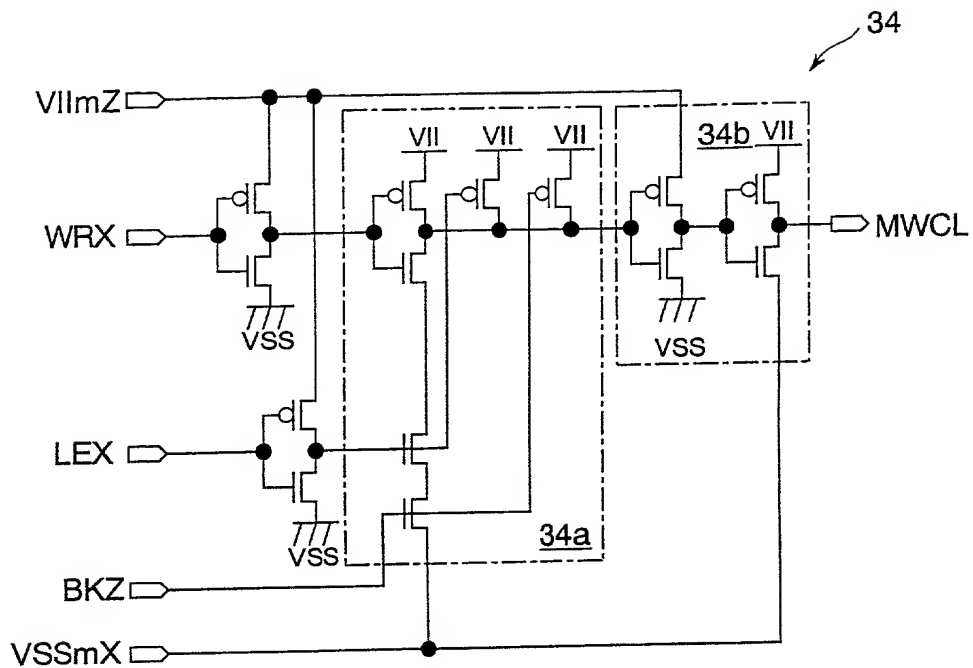 34
VIImZ
VII
VII
VII
34b
VII
WRX
MWCL
VSS
VSS
LEX
VSS
34a
BKZ
VSSmX